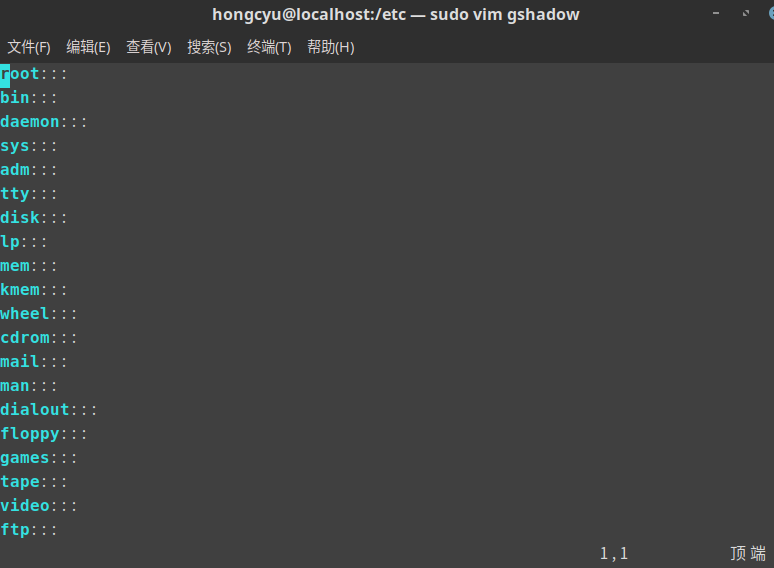 hongcyu@localhost:/etc — sudo vim gshadow
文件(F) 编辑(E) 查看(V) 搜索(S) 终端(T) 帮助(H)
root:::
bin:::
daemon:::
sys:::
adm:::
tty:::
disk:::
lp:::
mem:::
kmem:::
wheel:::
cdrom:::
mail:::
man:::
dialout:::
floppy:::
games:::
tape:::
video:::
ftp:::
1,1 顶端